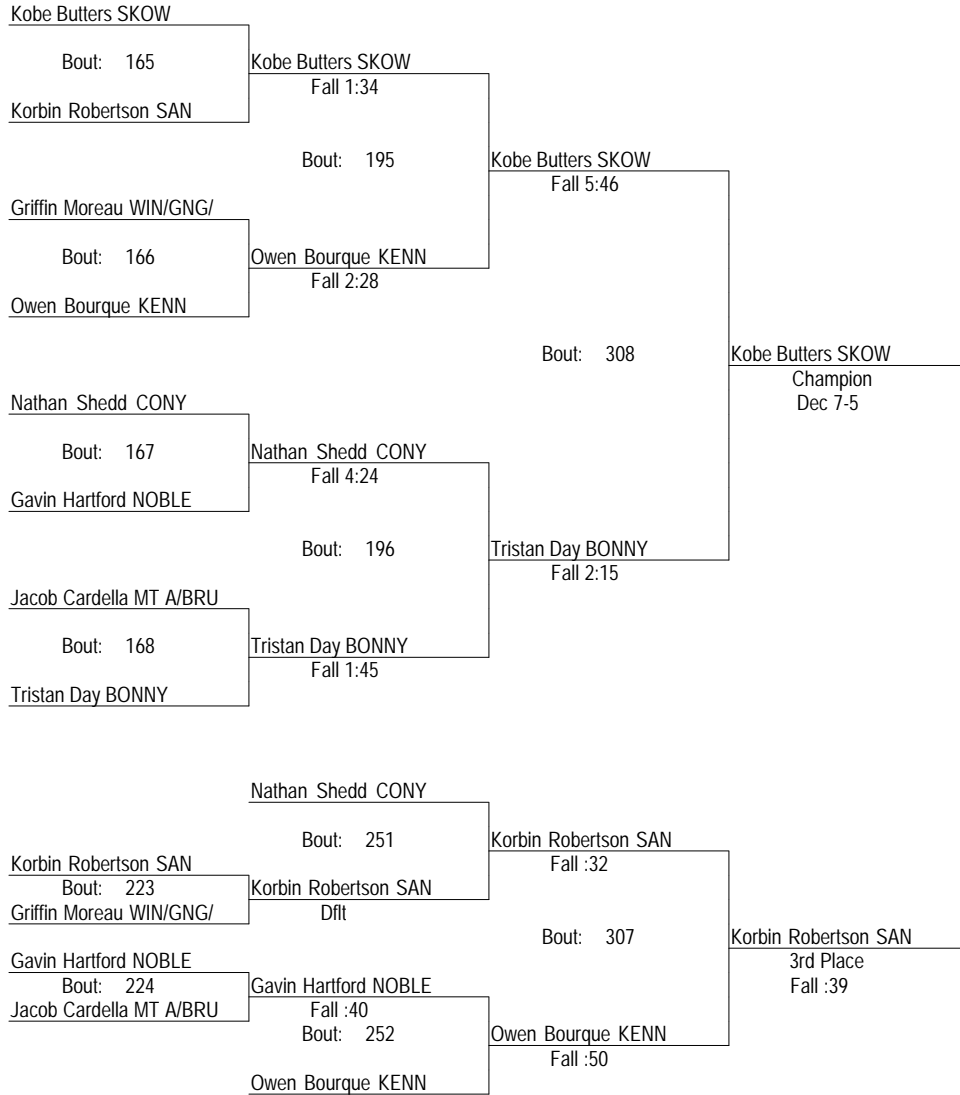 Kobe Butters SKOW
Bout: 165
Kobe Butters SKOW
Fall 1:34
Korbin Robertson SAN
Bout: 195
Kobe Butters SKOW
Fall 5:46
Griffin Moreau WIN/GNG/
Bout: 166
Owen Bourque KENN
Fall 2:28
Owen Bourque KENN
Bout: 308
Kobe Butters SKOW
Champion
Dec 7-5
Nathan Shedd CONY
Bout: 167
Nathan Shedd CONY
Fall 4:24
Gavin Hartford NOBLE
Bout: 196
Tristan Day BONNY
Fall 2:15
Jacob Cardella MT A/BRU
Bout: 168
Tristan Day BONNY
Fall 1:45
Tristan Day BONNY
Nathan Shedd CONY
Bout: 251
Korbin Robertson SAN
Fall :32
Korbin Robertson SAN
Bout: 223
Korbin Robertson SAN
Dflt
Griffin Moreau WIN/GNG/
Bout: 307
Korbin Robertson SAN
3rd Place
Fall :39
Gavin Hartford NOBLE
Bout: 224
Gavin Hartford NOBLE
Fall :40
Jacob Cardella MT A/BRU
Bout: 252
Owen Bourque KENN
Fall :50
Owen Bourque KENN